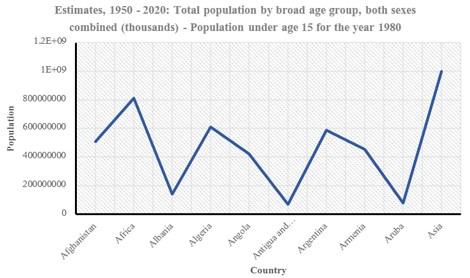 Estimates, 1950 - 2020: Total population by broad age group, both sexes
combined (thousands) - Population under age 15 for the year 1980
1.2E+09
1E+09
800000000
600000000
400000000
200000000
0
Population
Afghanistan
Africa
Albania
Algeria
Angola
Antigua and…
Argentina
Armenia
Aruba
Asia
Country